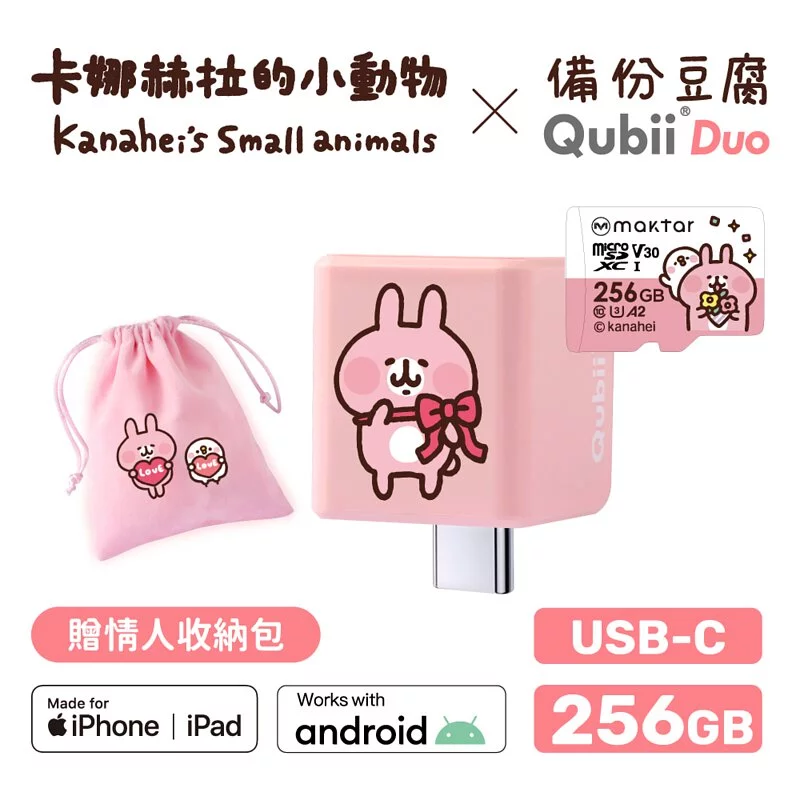 卡娜赫拉的小動物
Kanahei's Small animals
×
備份豆腐
Qubii® Duo
maktar
micro SD XC I V30
256GB
10 U3 A2
©kanahei
Qubii
LOVE
LOVE
贈情人收納包
USB-C
Made for
iPhone | iPad
Works with
android
256GB